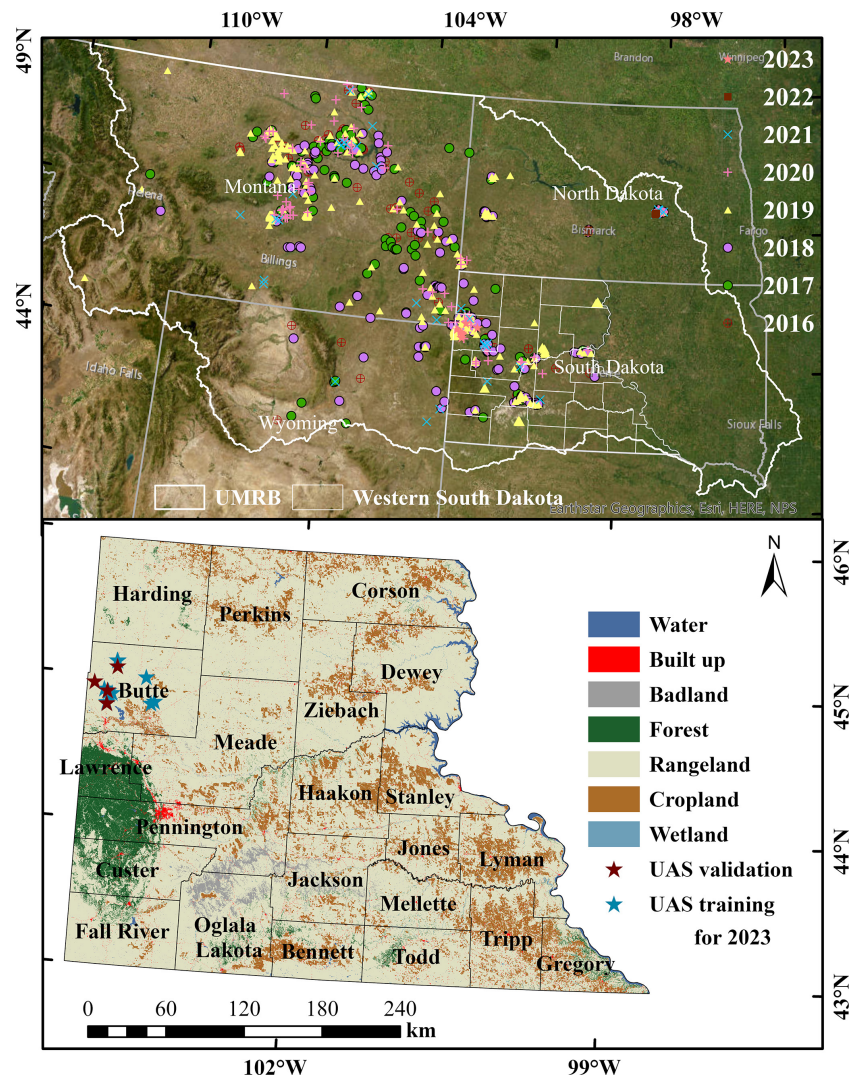 110°W 104°W 98°W
49°N
44°N
Brandon Winnipeg
2023
2022
2021
2020
2019
2018
2017
2016
Montana
Helena
Billings
North Dakota
Bismarck
Fargo
South Dakota
Idaho Falls
Wyoming
Sioux Falls
UMRB Western South Dakota
Earthstar Geographics, Esri, HERE, NPS
N
46°N
45°N
44°N
43°N
Harding
Perkins
Corson
Dewey
Butte
Ziebach
Meade
Lawrence
Haakon
Stanley
Pennington
Jones
Lyman
Custer
Jackson
Mellette
Fall River
Oglala
Lakota
Bennett
Todd
Tripp
Gregory
Water
Built up
Badland
Forest
Rangeland
Cropland
Wetland
UAS validation
UAS training
for 2023
0 60 120 180 240
km
102°W 99°W